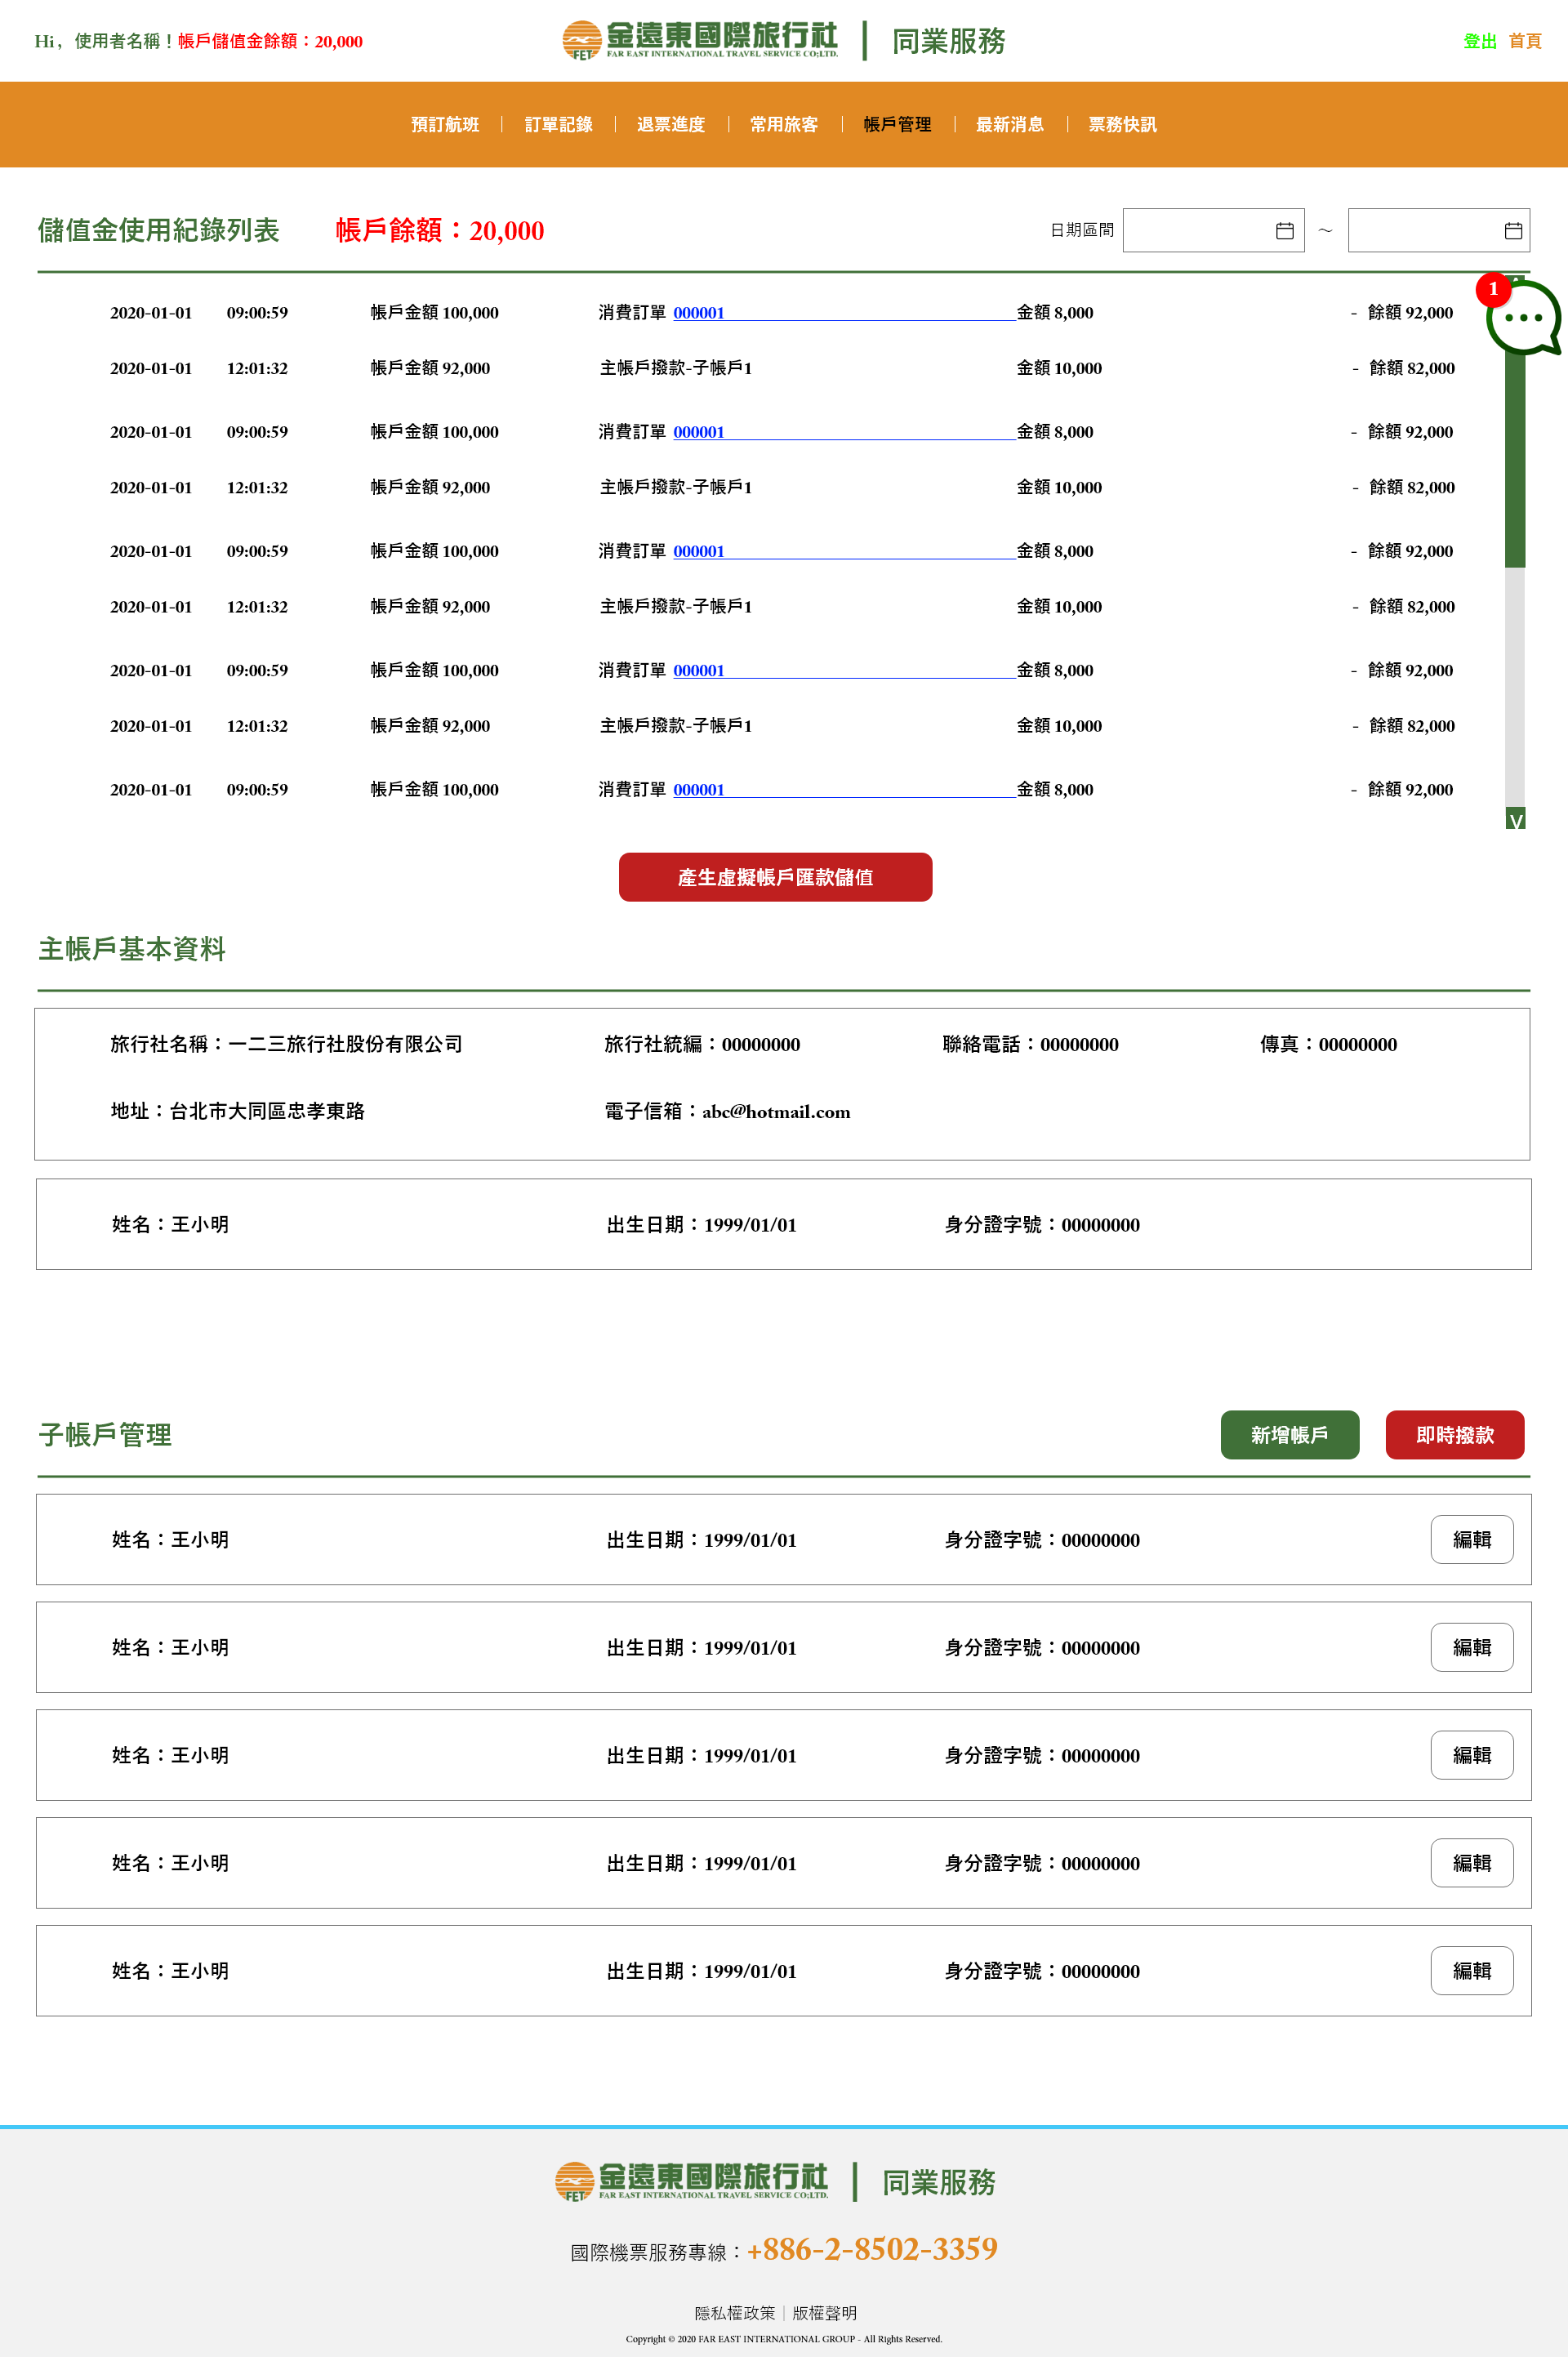 Hi， 使用者名稱！帳戶儲值金餘額：20,000
金遠東國際旅行社 同業服務
FAR EAST INTERNATIONAL TRAVEL SERVICE CO;LTD.
FET
登出 首頁
預訂航班 訂單記錄 退票進度 常用旅客 帳戶管理 最新消息 票務快訊
儲值金使用紀錄列表 帳戶餘額：20,000 日期區間 ～
1
2020-01-01 09:00:59 帳戶金額 100,000 消費訂單 000001 金額 8,000 - 餘額 92,000
2020-01-01 12:01:32 帳戶金額 92,000 主帳戶撥款-子帳戶1 金額 10,000 - 餘額 82,000
2020-01-01 09:00:59 帳戶金額 100,000 消費訂單 000001 金額 8,000 - 餘額 92,000
2020-01-01 12:01:32 帳戶金額 92,000 主帳戶撥款-子帳戶1 金額 10,000 - 餘額 82,000
2020-01-01 09:00:59 帳戶金額 100,000 消費訂單 000001 金額 8,000 - 餘額 92,000
2020-01-01 12:01:32 帳戶金額 92,000 主帳戶撥款-子帳戶1 金額 10,000 - 餘額 82,000
2020-01-01 09:00:59 帳戶金額 100,000 消費訂單 000001 金額 8,000 - 餘額 92,000
2020-01-01 12:01:32 帳戶金額 92,000 主帳戶撥款-子帳戶1 金額 10,000 - 餘額 82,000
2020-01-01 09:00:59 帳戶金額 100,000 消費訂單 000001 金額 8,000 - 餘額 92,000
產生虛擬帳戶匯款儲值
主帳戶基本資料
旅行社名稱：一二三旅行社股份有限公司 旅行社統編：00000000 聯絡電話：00000000 傳真：00000000
地址：台北市大同區忠孝東路 電子信箱：abc@hotmail.com
姓名：王小明 出生日期：1999/01/01 身分證字號：00000000
子帳戶管理 新增帳戶 即時撥款
姓名：王小明 出生日期：1999/01/01 身分證字號：00000000 編輯
姓名：王小明 出生日期：1999/01/01 身分證字號：00000000 編輯
姓名：王小明 出生日期：1999/01/01 身分證字號：00000000 編輯
姓名：王小明 出生日期：1999/01/01 身分證字號：00000000 編輯
姓名：王小明 出生日期：1999/01/01 身分證字號：00000000 編輯
金遠東國際旅行社 同業服務
FAR EAST INTERNATIONAL TRAVEL SERVICE CO;LTD.
FET
國際機票服務專線：+886-2-8502-3359
隱私權政策｜版權聲明
Copyright © 2020 FAR EAST INTERNATIONAL GROUP - All Rights Reserved.